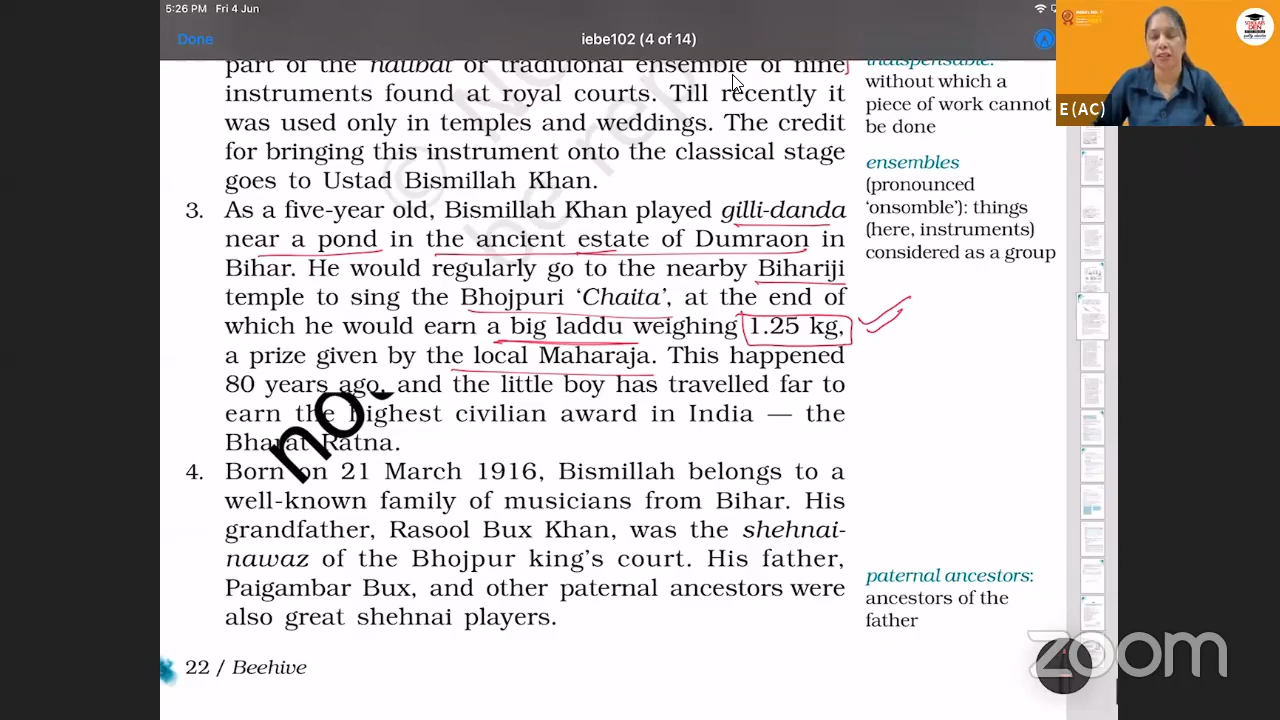 5:26 PM Fri 4 Jun
Done
iebe102 (4 of 14)
E (AC)
SCHOLARS DEN
part of the naubat or traditional ensemble of nine
instruments found at royal courts. Till recently it
was used only in temples and weddings. The credit
for bringing this instrument onto the classical stage
goes to Ustad Bismillah Khan.
3. As a five-year old, Bismillah Khan played gilli-danda
near a pond in the ancient estate of Dumraon in
Bihar. He would regularly go to the nearby Bihariji
temple to sing the Bhojpuri ‘Chaita’, at the end of
which he would earn a big laddu weighing 1.25 kg,
a prize given by the local Maharaja. This happened
80 years ago, and the little boy has travelled far to
earn the highest civilian award in India — the
Bharat Ratna
4. Born on 21 March 1916, Bismillah belongs to a
well-known family of musicians from Bihar. His
grandfather, Rasool Bux Khan, was the shehnai-
nawaz of the Bhojpur king’s court. His father,
Paigambar Bux, and other paternal ancestors were
also great shehnai players.
indispensable:
without which a
piece of work cannot
be done
ensembles
(pronounced
‘onsomble’): things
(here, instruments)
considered as a group
paternal ancestors:
ancestors of the
father
22 / Beehive
zoom